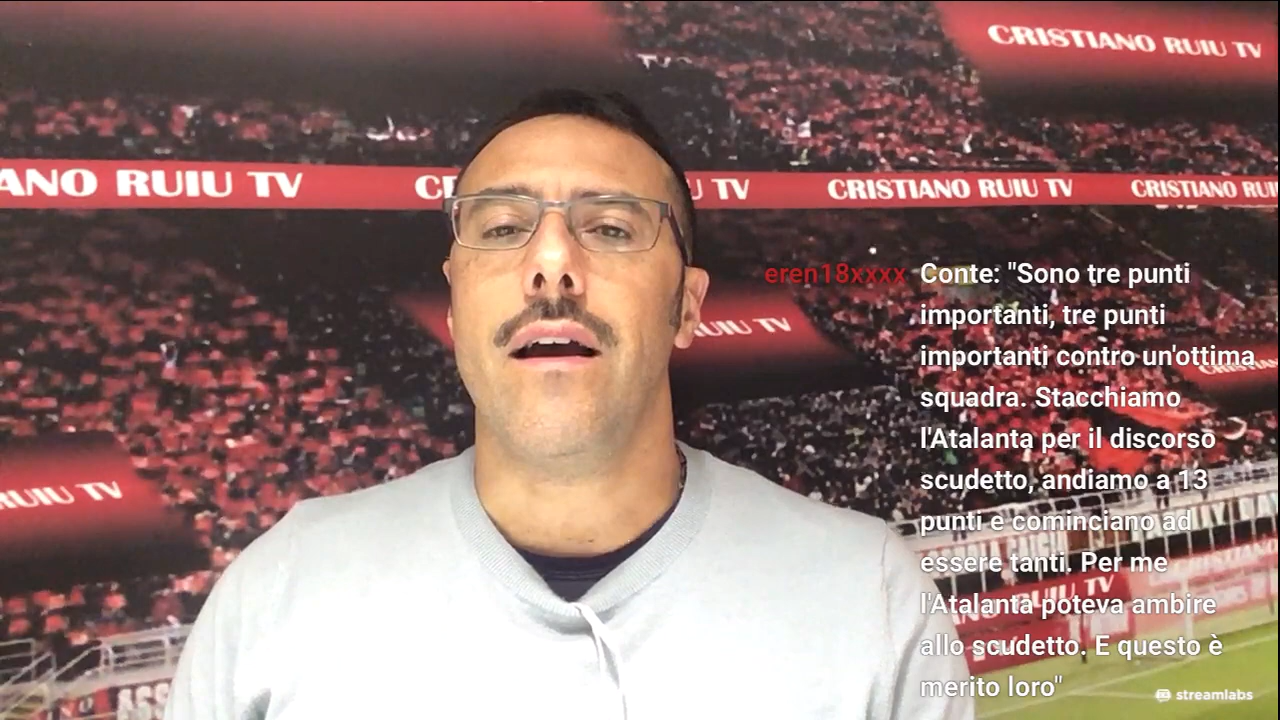 CRISTIANO RUIU TV
ANO RUIU TV
CR
U TV
CRISTIANO RUIU TV
CRISTIANO RUIU
RUIU TV
RUIU TV
eren18xxxx Conte: "Sono tre punti
importanti, tre punti
importanti contro un'ottima
squadra. Stacchiamo
l'Atalanta per il discorso
scudetto, andiamo a 13
punti e cominciano ad
essere tanti. Per me
l'Atalanta poteva ambire
allo scudetto. E questo è
merito loro"
streamlabs